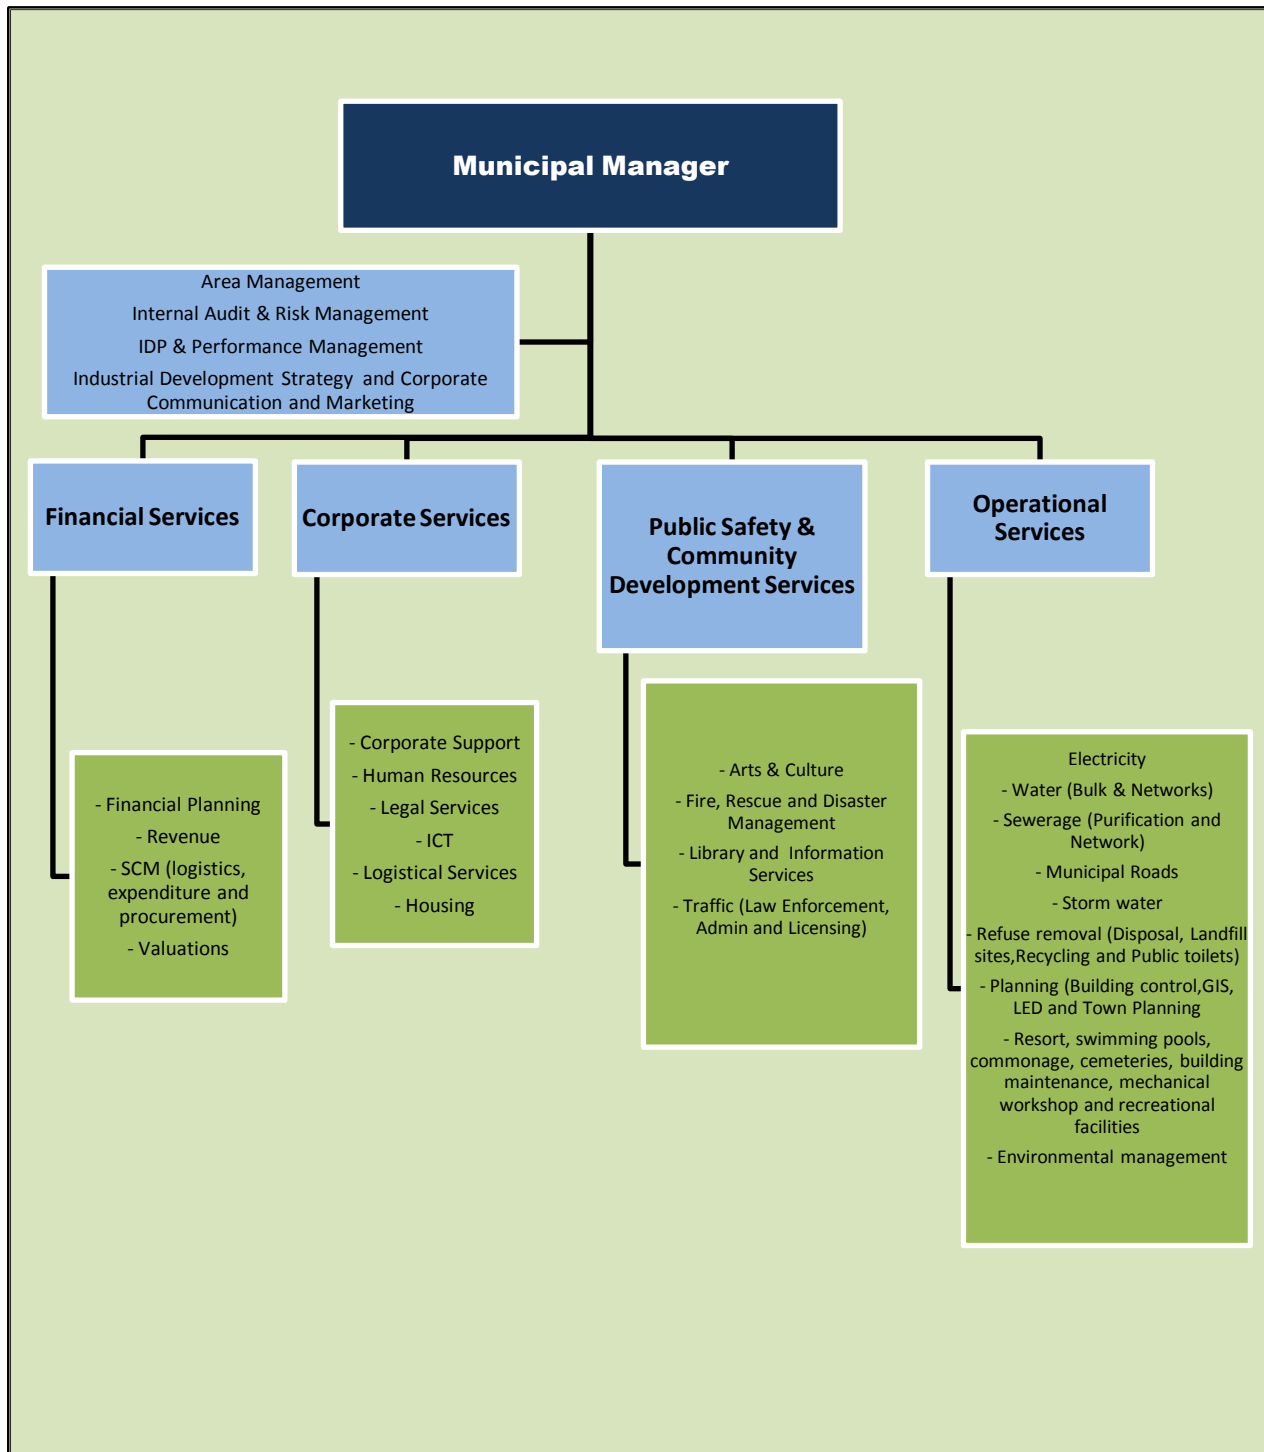 Municipal Manager
Area Management
Internal Audit & Risk Management
IDP & Performance Management
Industrial Development Strategy and Corporate
Communication and Marketing
Financial Services
Corporate Services
Public Safety &
Community
Development Services
Operational
Services
- Financial Planning
- Revenue
- SCM (logistics,
expenditure and
procurement)
- Valuations
- Corporate Support
- Human Resources
- Legal Services
- ICT
- Logistical Services
- Housing
- Arts & Culture
- Fire, Rescue and Disaster
Management
- Library and Information
Services
- Traffic (Law Enforcement,
Admin and Licensing)
Electricity
- Water (Bulk & Networks)
- Sewerage (Purification and
Network)
- Municipal Roads
- Storm water
- Refuse removal (Disposal, Landfill
sites,Recycling and Public toilets)
- Planning (Building control,GIS,
LED and Town Planning
- Resort, swimming pools,
commonage, cemeteries, building
maintenance, mechanical
workshop and recreational
facilities
- Environmental management